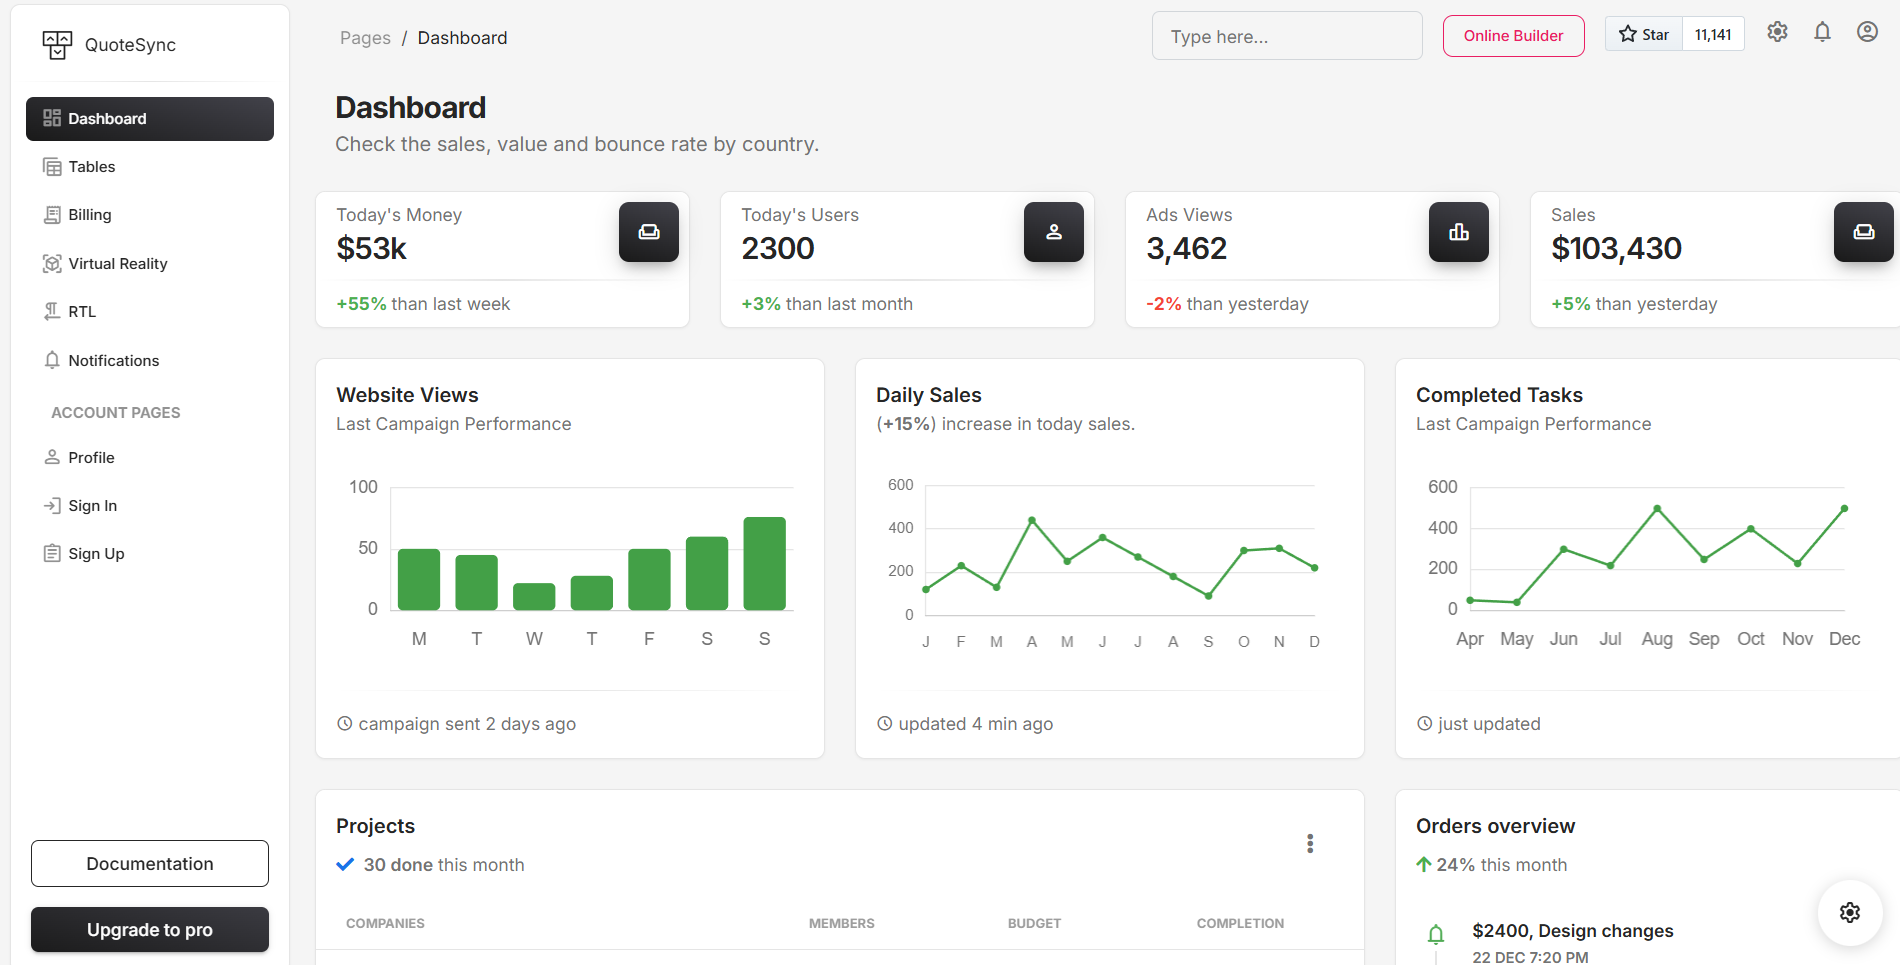 QuoteSync
Dashboard
Tables
Billing
Virtual Reality
RTL
Notifications
ACCOUNT PAGES
Profile
Sign In
Sign Up
Documentation
Upgrade to pro
Pages / Dashboard
Type here...
Online Builder
Star 11,141
Dashboard
Check the sales, value and bounce rate by country.
Today's Money
$53k
+55% than last week
Today's Users
2300
+3% than last month
Ads Views
3,462
-2% than yesterday
Sales
$103,430
+5% than yesterday
Website Views
Last Campaign Performance
100
50
0
M T W T F S S
campaign sent 2 days ago
Daily Sales
(+15%) increase in today sales.
600
400
200
0
J F M A M J J A S O N D
updated 4 min ago
Completed Tasks
Last Campaign Performance
600
400
200
0
Apr May Jun Jul Aug Sep Oct Nov Dec
just updated
Projects
30 done this month
COMPANIES MEMBERS BUDGET COMPLETION
Orders overview
24% this month
$2400, Design changes
22 DEC 7:20 PM